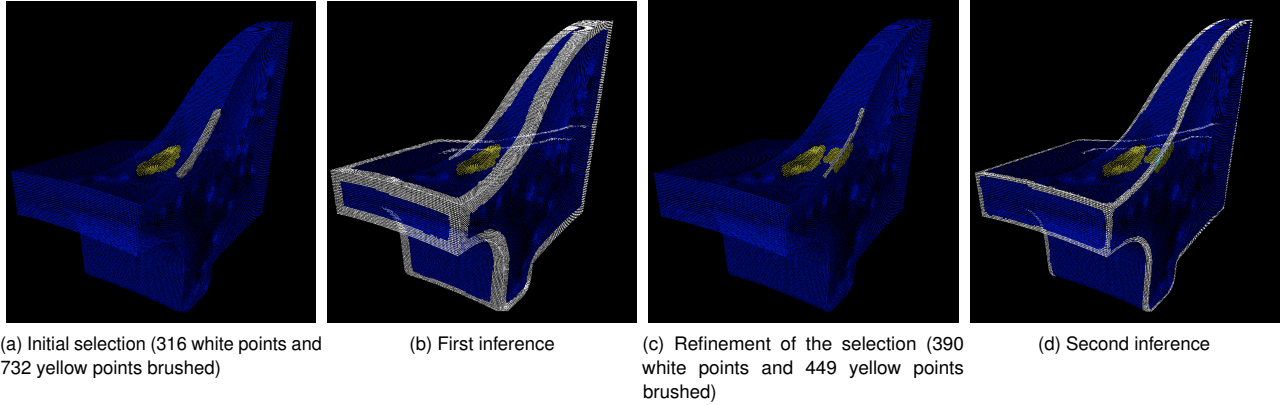 (a) Initial selection (316 white points and
732 yellow points brushed)
(b) First inference
(c) Refinement of the selection (390
white points and 449 yellow points
brushed)
(d) Second inference